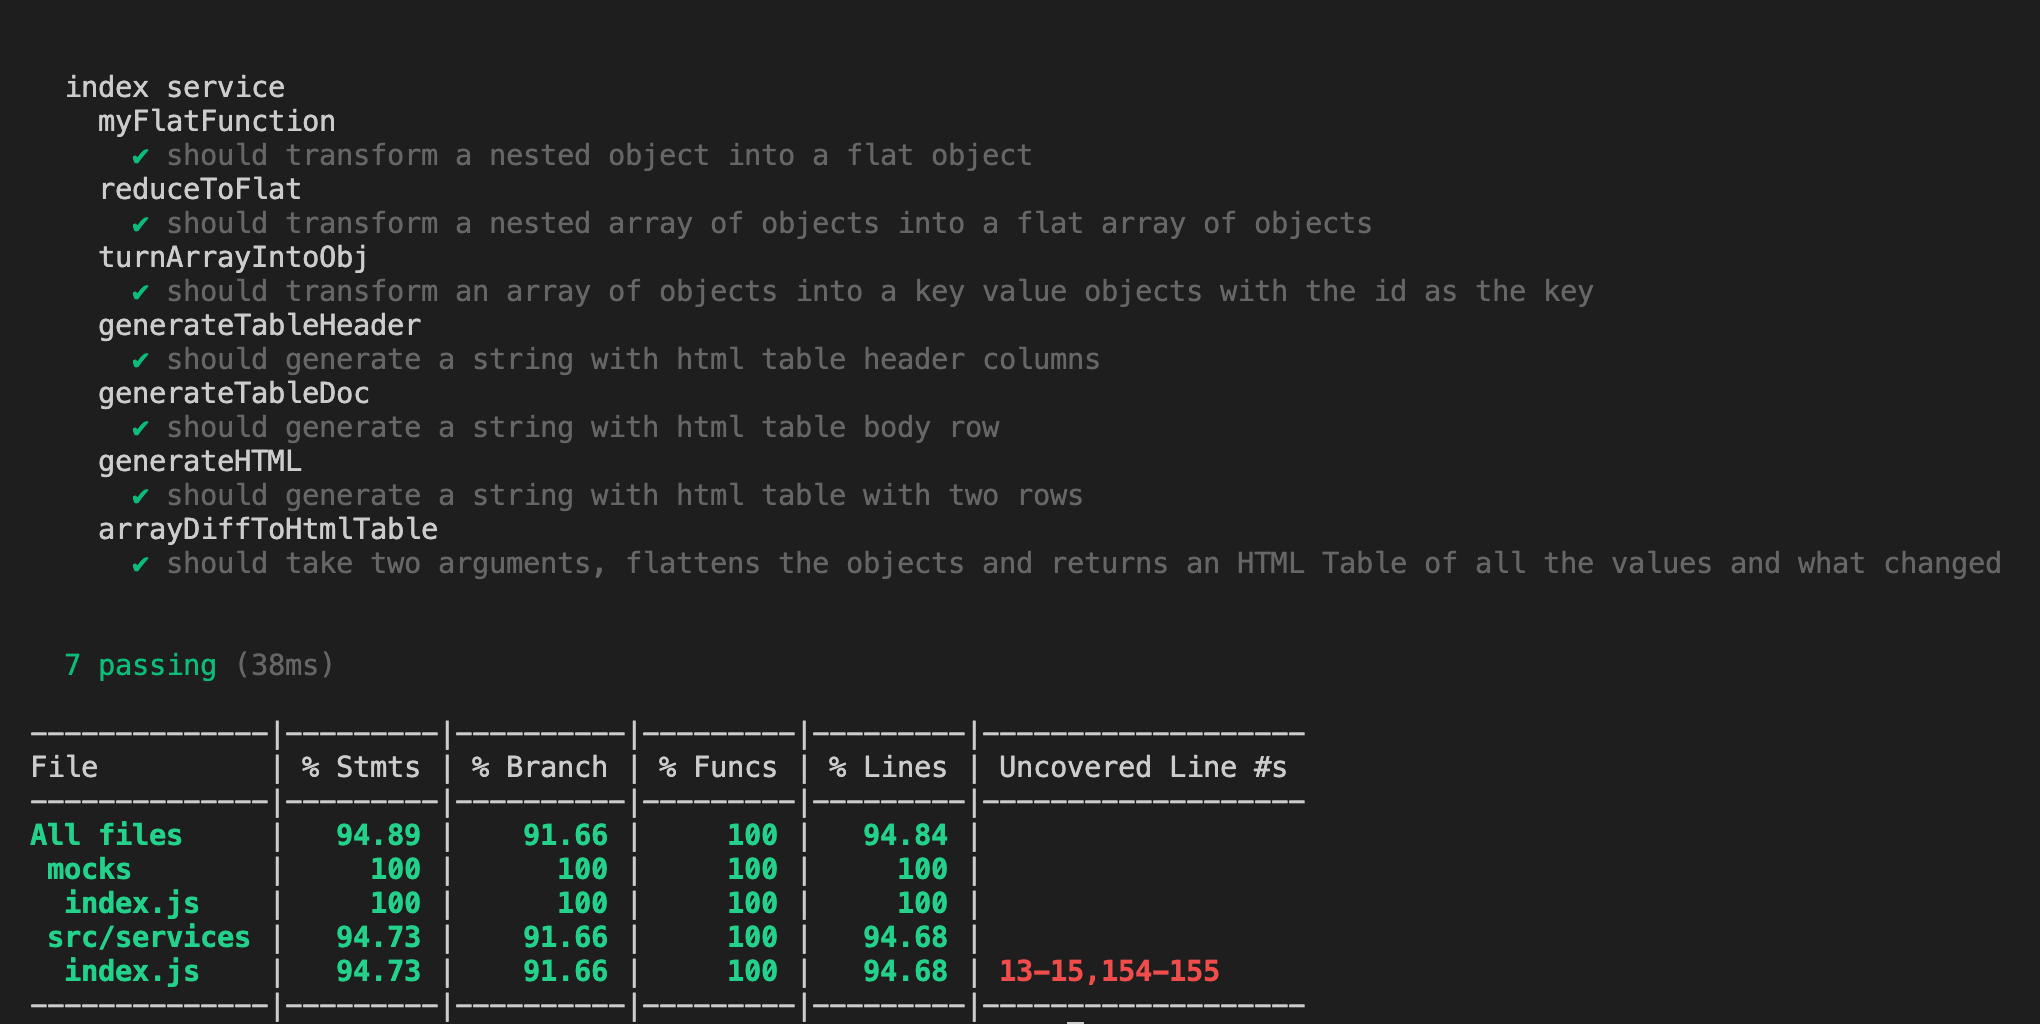 index service
myFlatFunction
✔ should transform a nested object into a flat object
reduceToFlat
✔ should transform a nested array of objects into a flat array of objects
turnArrayIntoObj
✔ should transform an array of objects into a key value objects with the id as the key
generateTableHeader
✔ should generate a string with html table header columns
generateTableDoc
✔ should generate a string with html table body row
generateHTML
✔ should generate a string with html table with two rows
arrayDiffToHtmlTable
✔ should take two arguments, flattens the objects and returns an HTML Table of all the values and what changed
7 passing (38ms)
--------------|---------|----------|---------|---------|-------------------
File          | % Stmts | % Branch | % Funcs | % Lines | Uncovered Line #s
--------------|---------|----------|---------|---------|-------------------
All files     |   94.89 |    91.66 |     100 |   94.84 |
 mocks        |     100 |      100 |     100 |     100 |
  index.js    |     100 |      100 |     100 |     100 |
 src/services |   94.73 |    91.66 |     100 |   94.68 |
  index.js    |   94.73 |    91.66 |     100 |   94.68 | 13-15,154-155
--------------|---------|----------|---------|---------|-------------------